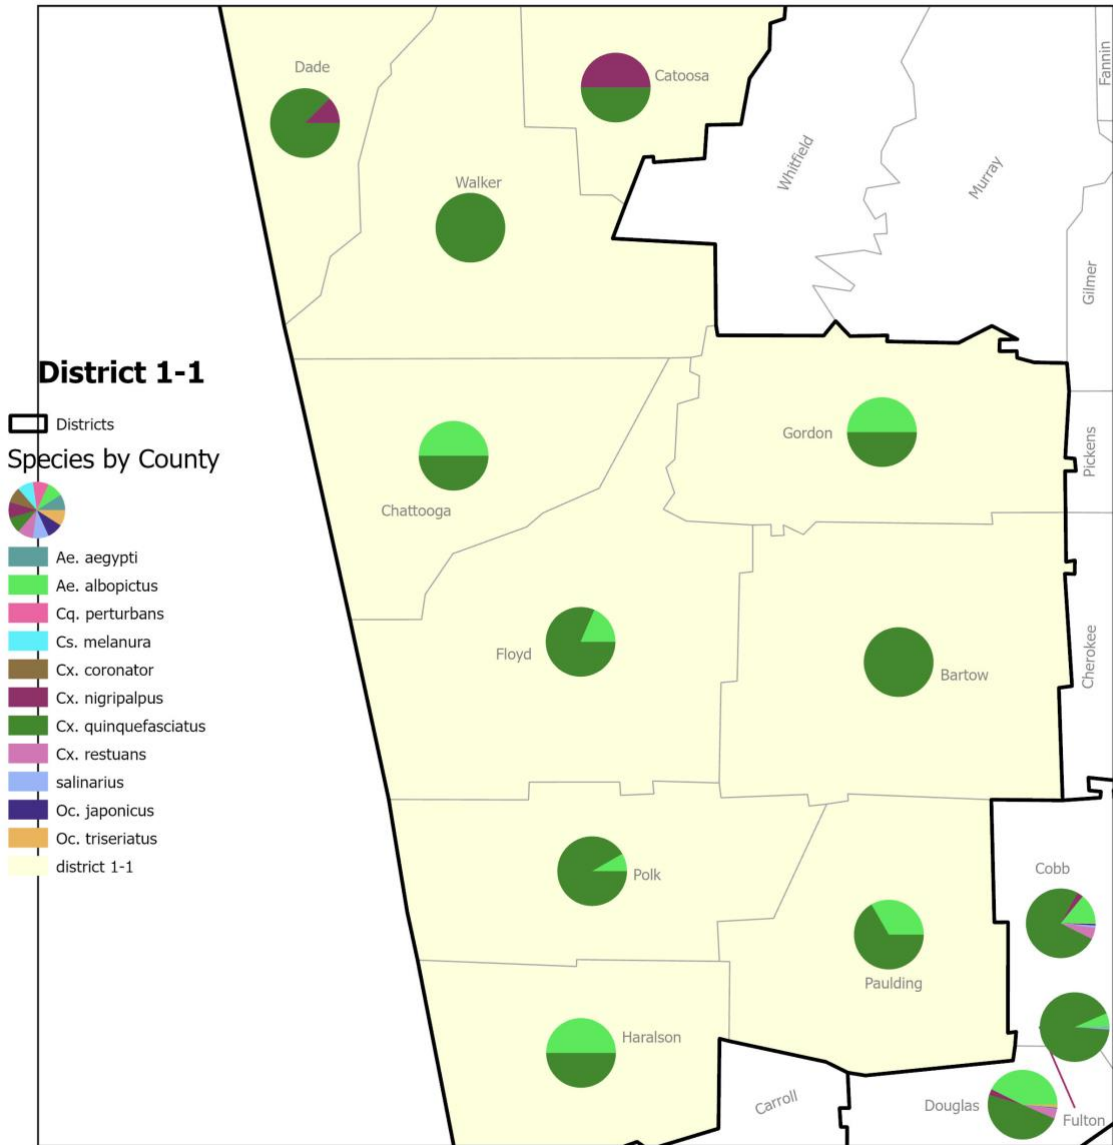 Dade
Catoosa
Fannin
Whitfield
Murray
Walker
Gilmer
District 1-1
Districts
Species by County
Ae. aegypti
Ae. albopictus
Cq. perturbans
Cs. melanura
Cx. coronator
Cx. nigripalpus
Cx. quinquefasciatus
Cx. restuans
salinarius
Oc. japonicus
Oc. triseriatus
district 1-1
Gordon
Pickens
Chattooga
Floyd
Bartow
Cherokee
Polk
Cobb
Paulding
Haralson
Carroll
Douglas
Fulton